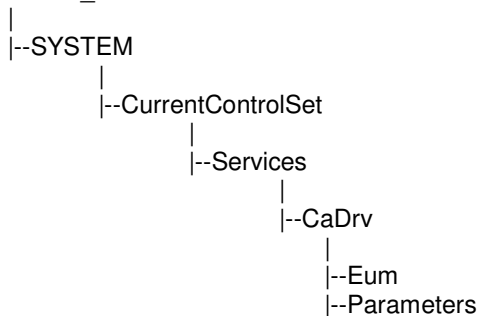 |
|--SYSTEM
|
|--CurrentControlSet
|
|--Services
|
|--CaDrv
|
|--Eum
|--Parameters